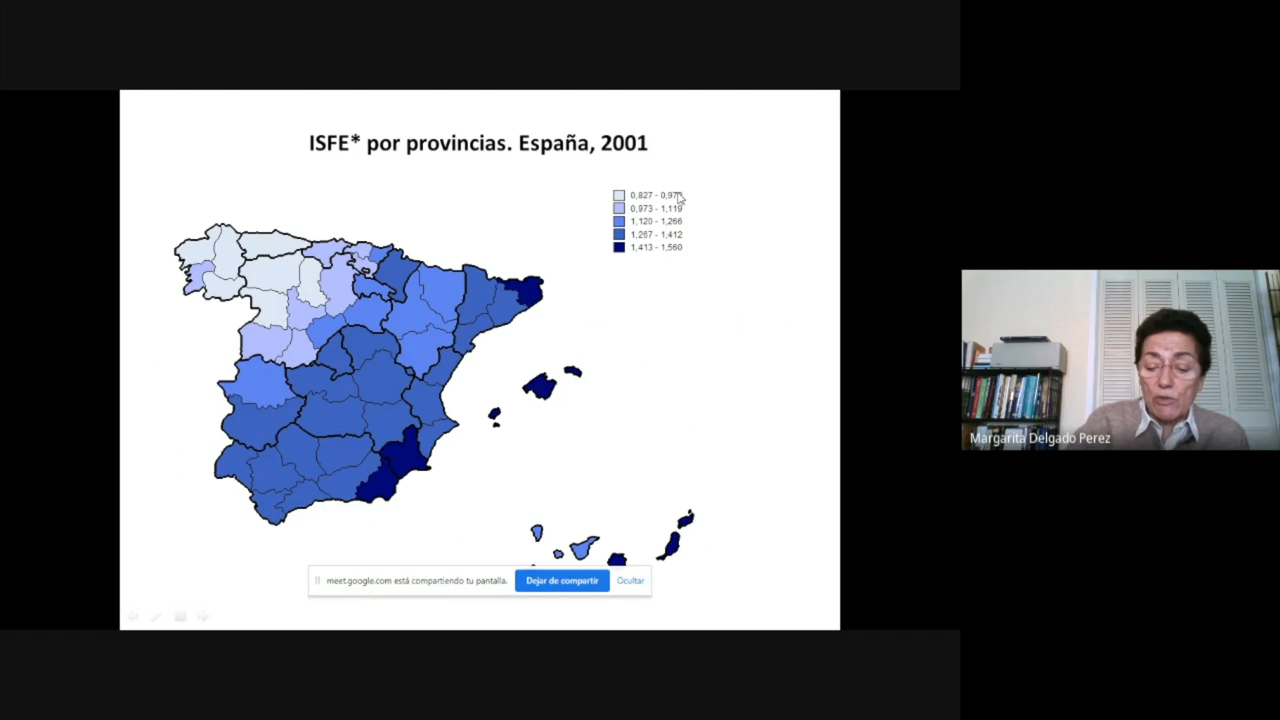 ISFE* por provincias. España, 2001
0,827 - 0,97
0,973 - 1,119
1,120 - 1,266
1,267 - 1,412
1,413 - 1,560
Margarita Delgado Perez
meet.google.com está compartiendo tu pantalla.
Dejar de compartir
Ocultar